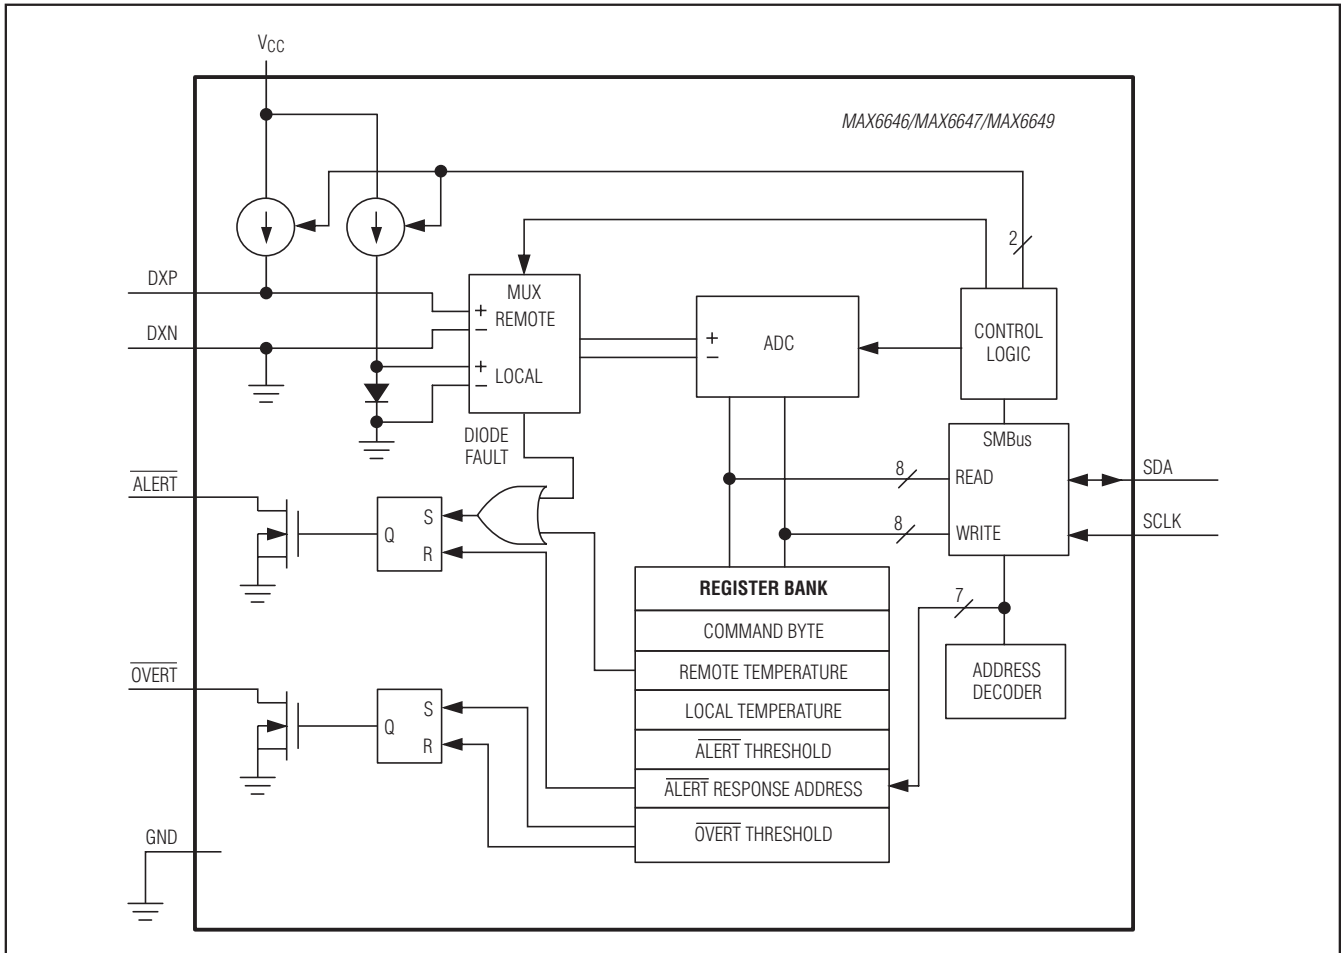 VCC
MAX6646/MAX6647/MAX6649
2
DXP
MUX
+
REMOTE
−
DXN
+
LOCAL
−
+
ADC
−
CONTROL
LOGIC
DIODE
FAULT
SMBus
8
READ
SDA
8
WRITE
SCLK
ALERT
S
Q
R
REGISTER BANK
COMMAND BYTE
REMOTE TEMPERATURE
LOCAL TEMPERATURE
ALERT THRESHOLD
ALERT RESPONSE ADDRESS
OVERT THRESHOLD
7
ADDRESS
DECODER
OVERT
S
Q
R
GND